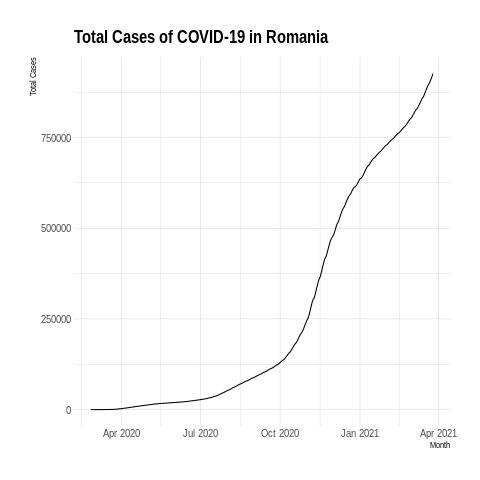 Total Cases of COVID-19 in Romania
Total Cases
750000
500000
250000
0
Apr 2020 Jul 2020 Oct 2020 Jan 2021 Apr 2021
Month